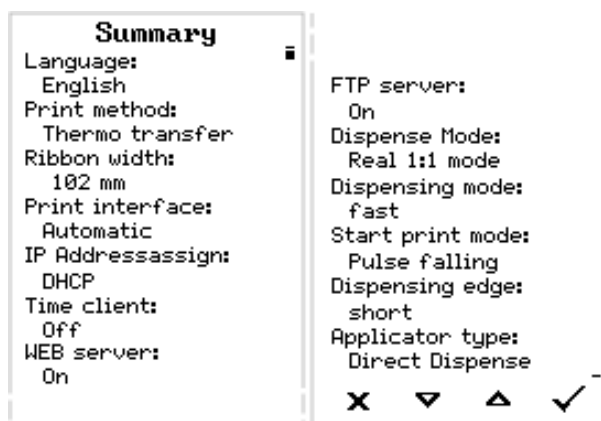 Summary
Language:
English
Print method:
Thermo transfer
Ribbon width:
102 mm
Print interface:
Automatic
IP Addressassign:
DHCP
Time client:
Off
WEB server:
On
FTP server:
On
Dispense Mode:
Real 1:1 mode
Dispensing mode:
fast
Start print mode:
Pulse falling
Dispensing edge:
short
Applicator type:
Direct Dispense